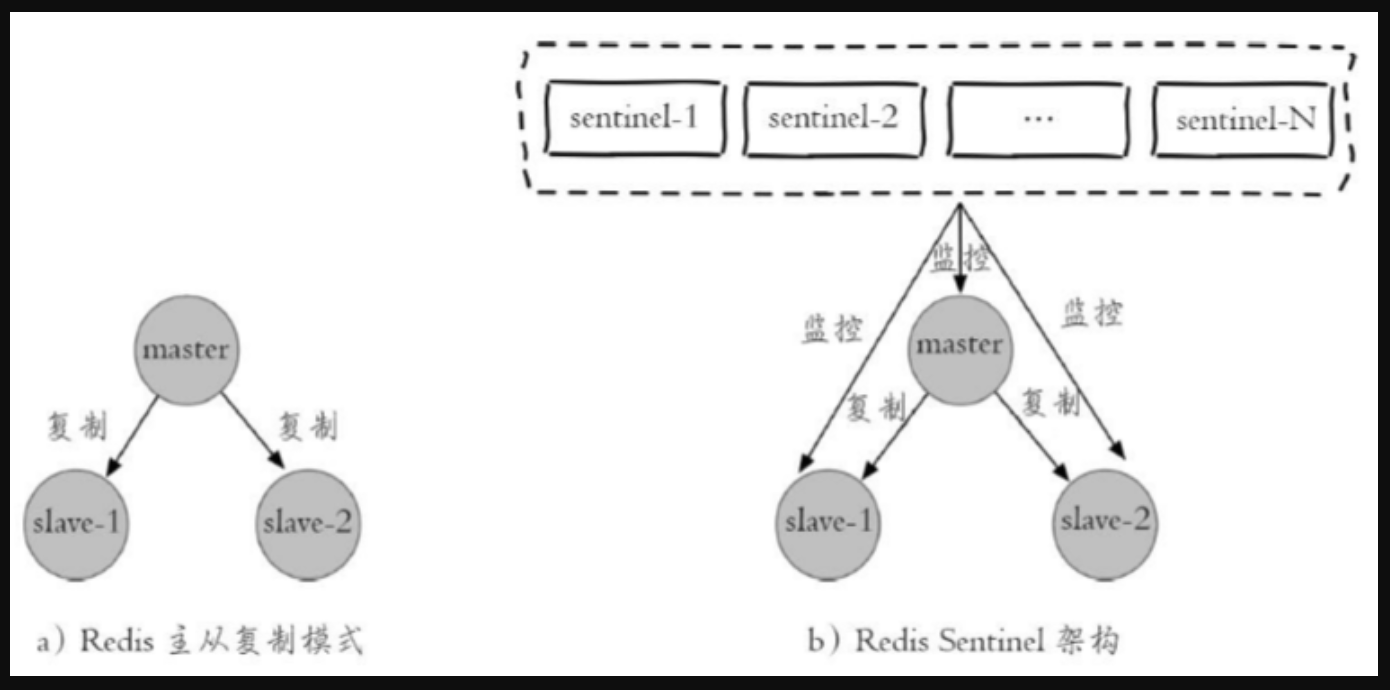 sentinel-1
sentinel-2
...
sentinel-N
监控
监控
监控
master
复制
复制
slave-1
slave-2
a) Redis 主从复制模式
master
复制
复制
slave-1
slave-2
b) Redis Sentinel 架构